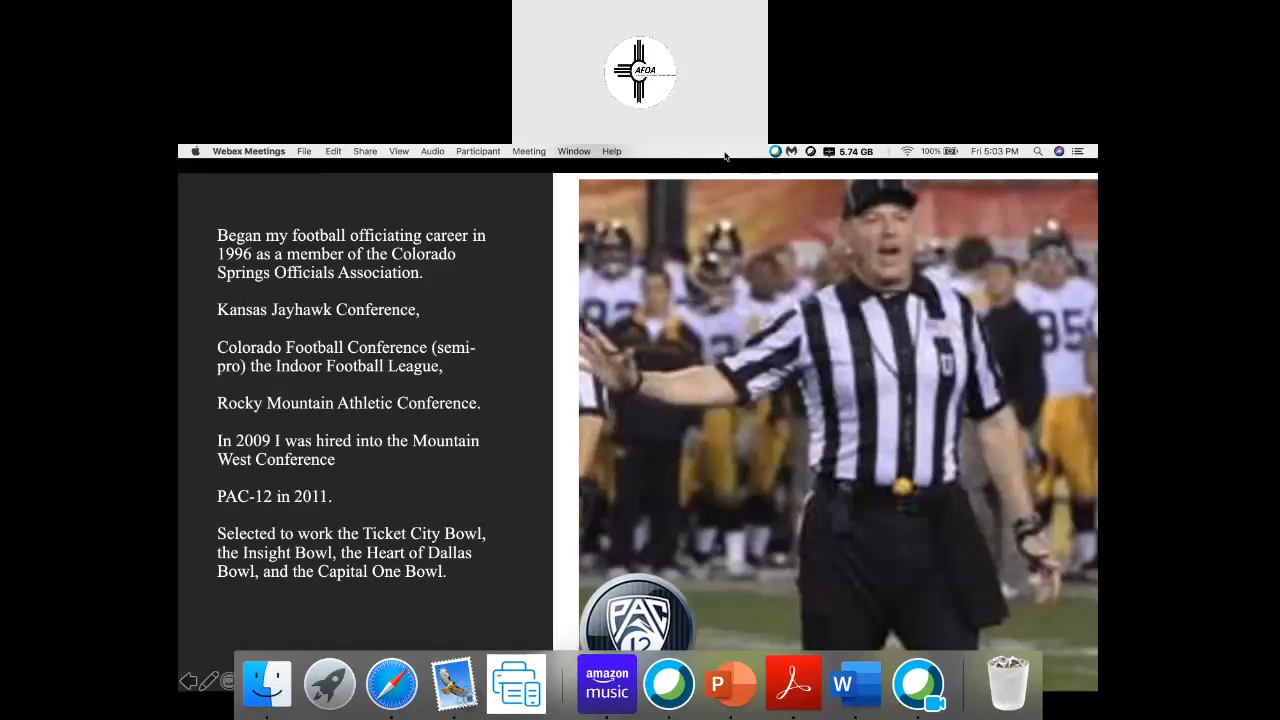 AFOA
Webex Meetings File Edit Share View Audio Participant Meeting Window Help 5.74 GB 100% Fri 5:03 PM
Began my football officiating career in
1996 as a member of the Colorado
Springs Officials Association.
Kansas Jayhawk Conference,
Colorado Football Conference (semi-
pro) the Indoor Football League,
Rocky Mountain Athletic Conference.
In 2009 I was hired into the Mountain
West Conference
PAC-12 in 2011.
Selected to work the Ticket City Bowl,
the Insight Bowl, the Heart of Dallas
Bowl, and the Capital One Bowl.
U
95
PAC
12
amazon
music
P
W